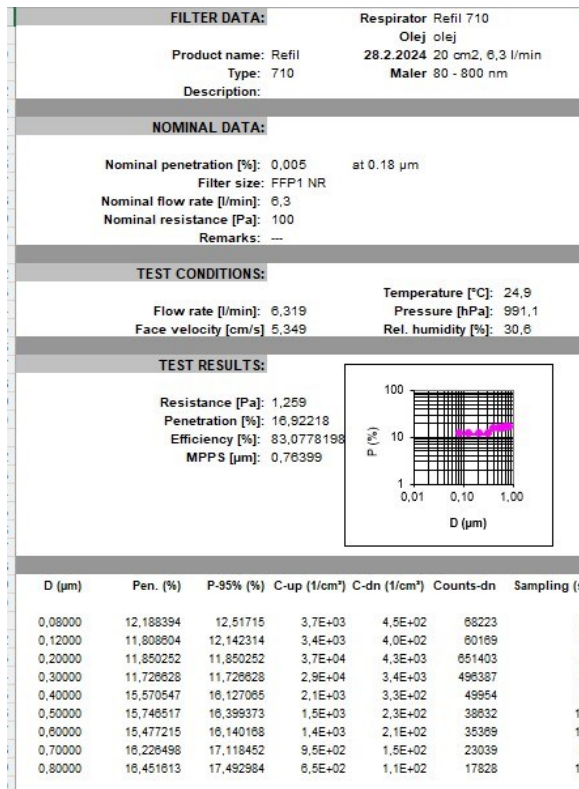 FILTER DATA: Respirator Refil 710
Olej olej
Product name: Refil 28.2.2024 20 cm2, 6,3 l/min
Type: 710 Maler 80 - 800 nm
Description:
NOMINAL DATA:
Nominal penetration [%]: 0,005 at 0.18 µm
Filter size: FFP1 NR
Nominal flow rate [l/min]: 6,3
Nominal resistance [Pa]: 100
Remarks: ---
TEST CONDITIONS:
Temperature [°C]: 24,9
Flow rate [l/min]: 6,319 Pressure [hPa]: 991,1
Face velocity [cm/s] 5,349 Rel. humidity [%]: 30,6
TEST RESULTS:
Resistance [Pa]: 1,259
Penetration [%]: 16,92218
Efficiency [%]: 83,0778198
MPPS [µm]: 0,76399
100
10
1
P (%)
0,01 0,10 1,00
D (µm)
D (µm) Pen. (%) P-95% (%) C-up (1/cm³) C-dn (1/cm³) Counts-dn Sampling (s
0,08000 12,188394 12,51715 3,7E+03 4,5E+02 68223
0,12000 11,808604 12,142314 3,4E+03 4,0E+02 60169
0,20000 11,850252 11,850252 3,7E+04 4,3E+03 651403
0,30000 11,726628 11,726628 2,9E+04 3,4E+03 496387
0,40000 15,570547 16,127065 2,1E+03 3,3E+02 49954
0,50000 15,746517 16,399373 1,5E+03 2,3E+02 38632 1
0,60000 15,477215 16,140168 1,4E+03 2,1E+02 35369 1
0,70000 16,226498 17,118452 9,5E+02 1,5E+02 23039
0,80000 16,451613 17,492984 6,5E+02 1,1E+02 17828 1